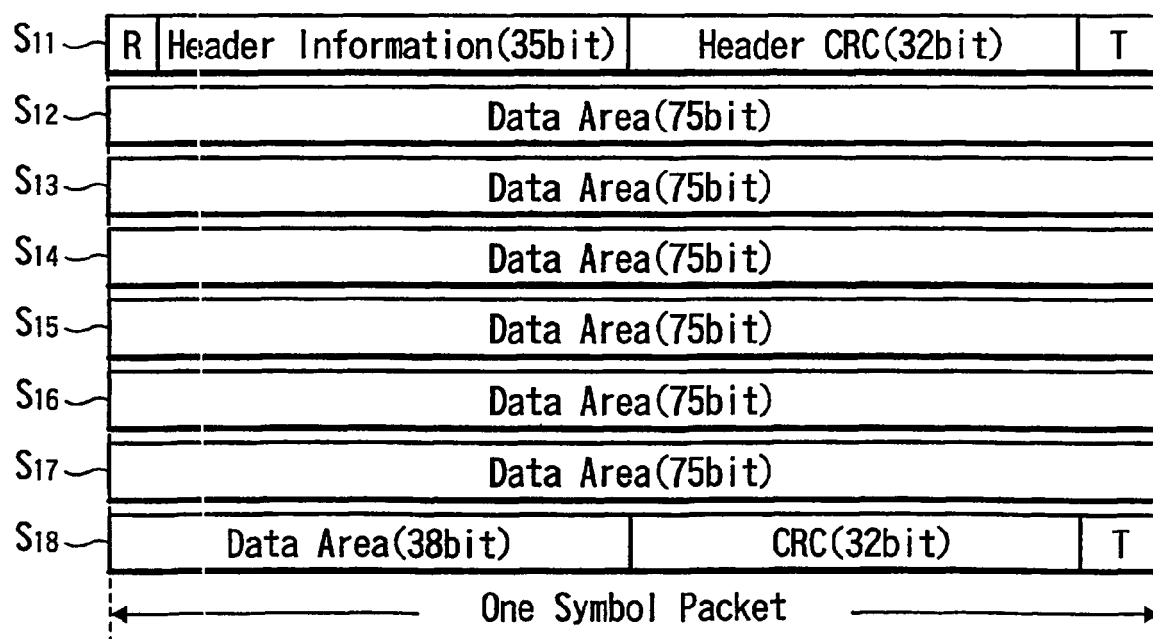 S11 R Header Information(35bit) Header CRC(32bit) T
S12 Data Area(75bit)
S13 Data Area(75bit)
S14 Data Area(75bit)
S15 Data Area(75bit)
S16 Data Area(75bit)
S17 Data Area(75bit)
S18 Data Area(38bit) CRC(32bit) T
One Symbol Packet